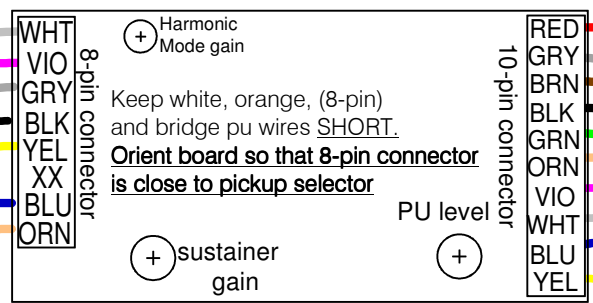 WHT
VIO
GRY
BLK
YEL
XX
BLU
ORN
8-pin connector
Harmonic
Mode gain
Keep white, orange, (8-pin)
and bridge pu wires SHORT.
Orient board so that 8-pin connector
is close to pickup selector
sustainer
gain
PU level
10-pin connector
RED
GRY
BRN
BLK
GRN
ORN
VIO
WHT
BLU
YEL